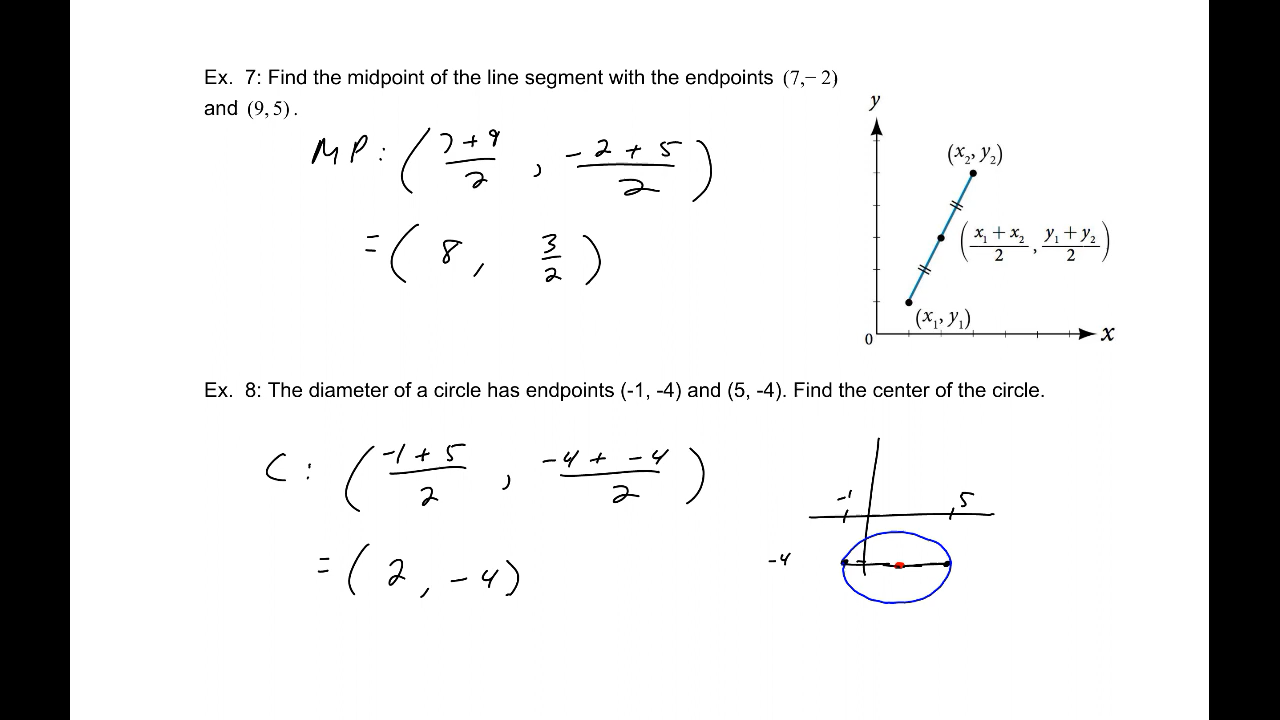 Ex. 7: Find the midpoint of the line segment with the endpoints (7,− 2)
and (9, 5).
MP: ( (7+9)/2 , (-2+5)/2 )
= ( 8, 3/2 )
y
(x₂, y₂)
( (x₁ + x₂)/2 , (y₁ + y₂)/2 )
(x₁, y₁)
0
x
Ex. 8: The diameter of a circle has endpoints (-1, -4) and (5, -4). Find the center of the circle.
C: ( (-1+5)/2 , (-4+-4)/2 )
= ( 2, -4)
-1
5
-4